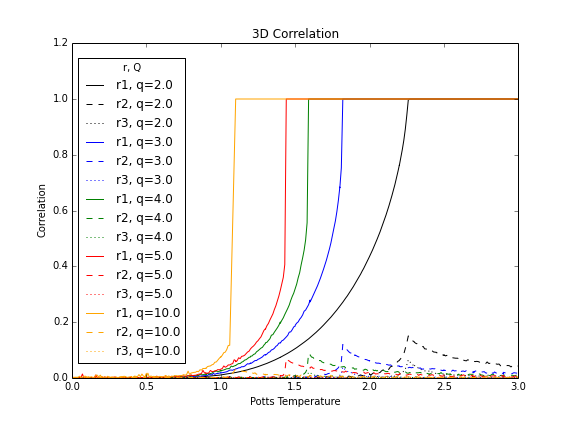 3D Correlation
1.2
1.0
0.8
0.6
0.4
0.2
0.0
Correlation
r, Q
r1, q=2.0
r2, q=2.0
r3, q=2.0
r1, q=3.0
r2, q=3.0
r3, q=3.0
r1, q=4.0
r2, q=4.0
r3, q=4.0
r1, q=5.0
r2, q=5.0
r3, q=5.0
r1, q=10.0
r2, q=10.0
r3, q=10.0
0.0 0.5 1.0 1.5 2.0 2.5 3.0
Potts Temperature